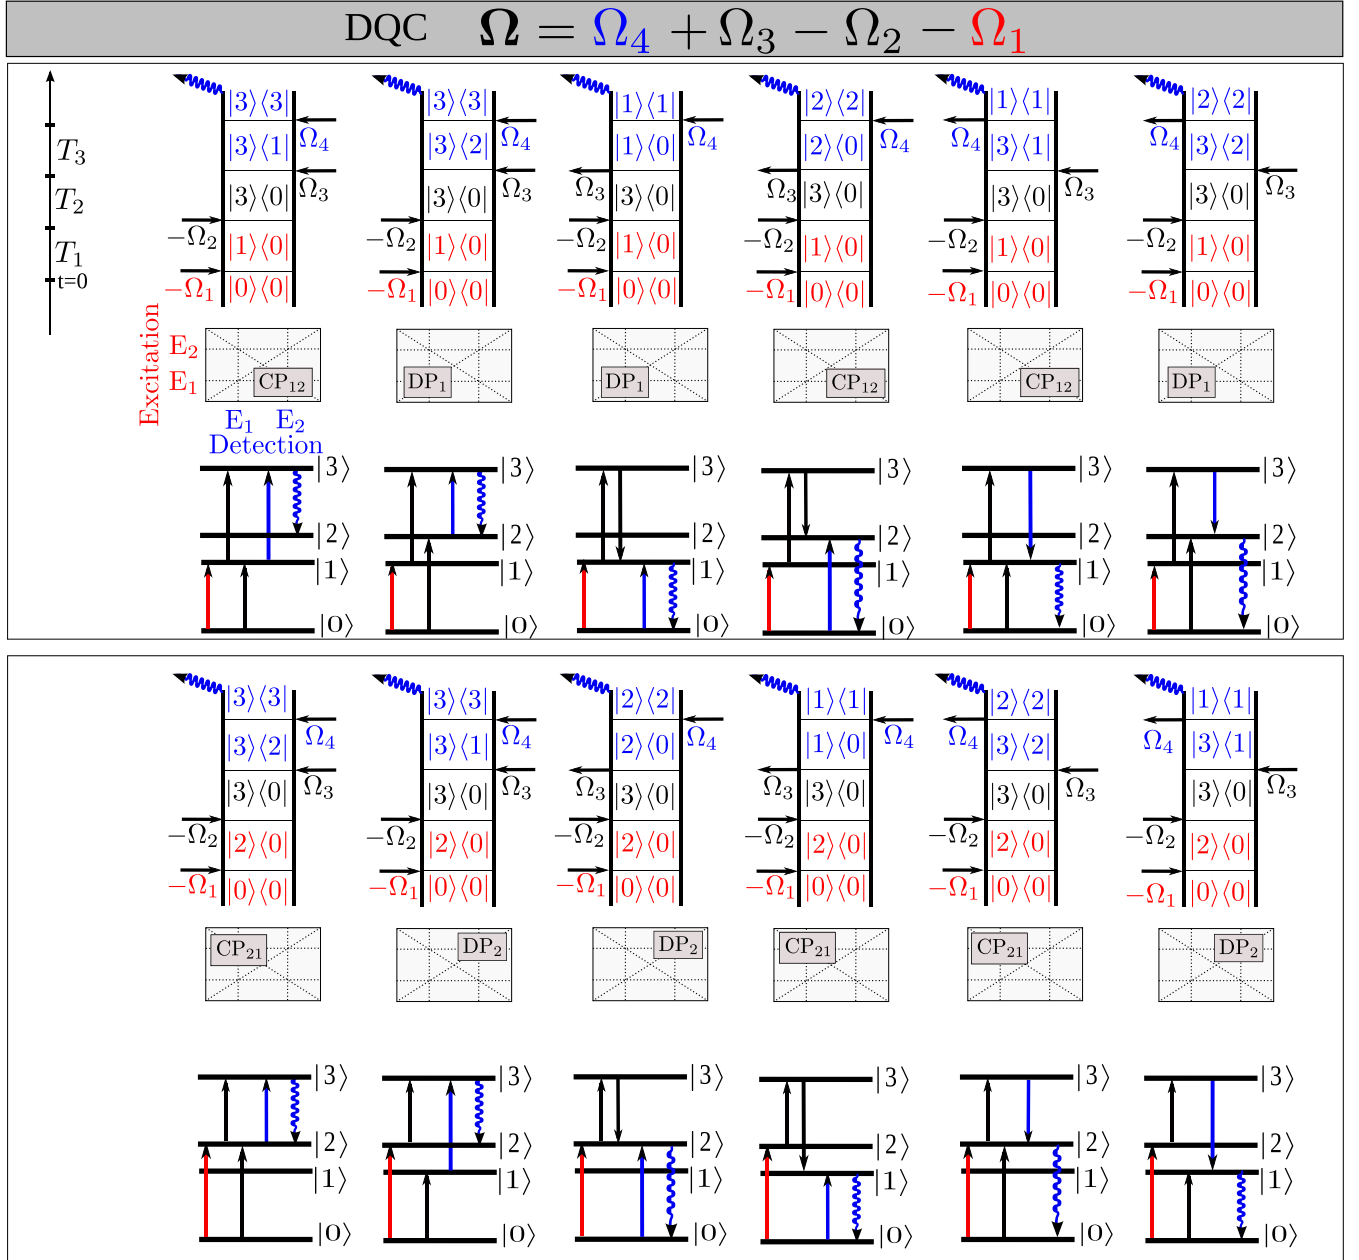 DQC Ω = Ω₄ + Ω₃ − Ω₂ − Ω₁
|3⟩⟨3| |3⟩⟨3| |1⟩⟨1| |2⟩⟨2| |1⟩⟨1| |2⟩⟨2|
Ω₄ Ω₄ Ω₄ Ω₄ Ω₄ Ω₄
T₃ |3⟩⟨1| |3⟩⟨2| |1⟩⟨0| |2⟩⟨0| |3⟩⟨1| |3⟩⟨2|
Ω₃ Ω₃ Ω₃ Ω₃ Ω₃ Ω₃
T₂ |3⟩⟨0| |3⟩⟨0| |3⟩⟨0| |3⟩⟨0| |3⟩⟨0| |3⟩⟨0|
−Ω₂ −Ω₂ −Ω₂ −Ω₂ −Ω₂ −Ω₂
T₁ |1⟩⟨0| |1⟩⟨0| |1⟩⟨0| |1⟩⟨0| |1⟩⟨0| |1⟩⟨0|
t=0
−Ω₁ |0⟩⟨0| −Ω₁ |0⟩⟨0| −Ω₁ |0⟩⟨0| −Ω₁ |0⟩⟨0| −Ω₁ |0⟩⟨0| −Ω₁ |0⟩⟨0|
Excitation
E₂
E₁
CP₁₂ DP₁ DP₁ CP₁₂ CP₁₂ DP₁
E₁ E₂
Detection
|3⟩ |3⟩ |3⟩ |3⟩ |3⟩ |3⟩
|2⟩ |2⟩ |2⟩ |2⟩ |2⟩ |2⟩
|1⟩ |1⟩ |1⟩ |1⟩ |1⟩ |1⟩
|0⟩ |0⟩ |0⟩ |0⟩ |0⟩ |0⟩
|3⟩⟨3| |3⟩⟨3| |2⟩⟨2| |1⟩⟨1| |2⟩⟨2| |1⟩⟨1|
Ω₄ Ω₄ Ω₄ Ω₄ Ω₄ Ω₄
|3⟩⟨2| |3⟩⟨1| |2⟩⟨0| |1⟩⟨0| |3⟩⟨2| |3⟩⟨1|
Ω₃ Ω₃ Ω₃ Ω₃ Ω₃ Ω₃
|3⟩⟨0| |3⟩⟨0| |3⟩⟨0| |3⟩⟨0| |3⟩⟨0| |3⟩⟨0|
−Ω₂ −Ω₂ −Ω₂ −Ω₂ −Ω₂ −Ω₂
|2⟩⟨0| |2⟩⟨0| |2⟩⟨0| |2⟩⟨0| |2⟩⟨0| |2⟩⟨0|
−Ω₁ |0⟩⟨0| −Ω₁ |0⟩⟨0| −Ω₁ |0⟩⟨0| −Ω₁ |0⟩⟨0| −Ω₁ |0⟩⟨0| −Ω₁ |0⟩⟨0|
CP₂₁ DP₂ DP₂ CP₂₁ CP₂₁ DP₂
|3⟩ |3⟩ |3⟩ |3⟩ |3⟩ |3⟩
|2⟩ |2⟩ |2⟩ |2⟩ |2⟩ |2⟩
|1⟩ |1⟩ |1⟩ |1⟩ |1⟩ |1⟩
|0⟩ |0⟩ |0⟩ |0⟩ |0⟩ |0⟩